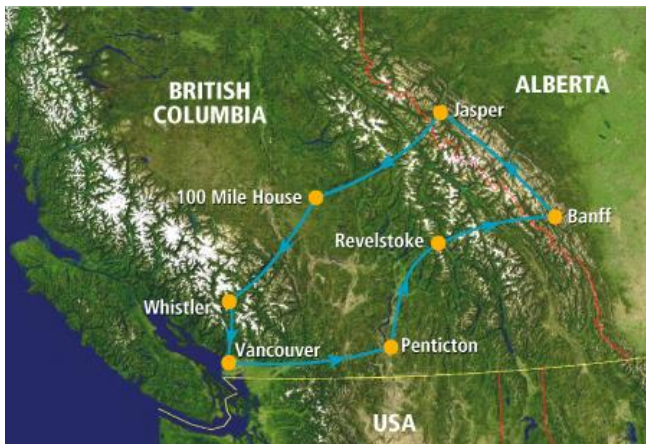 BRITISH
COLUMBIA
ALBERTA
Jasper
100 Mile House
Banff
Revelstoke
Whistler
Vancouver
Penticton
USA